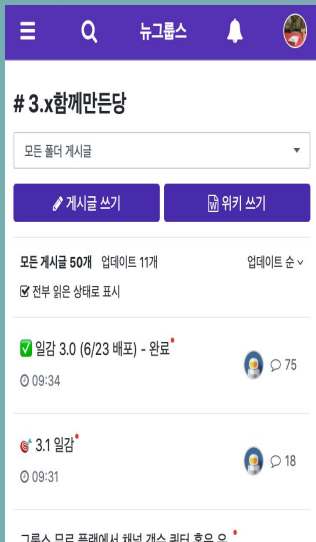 뉴그룹스
# 3.x함께만든당
모든 폴더 게시글
게시글 쓰기
위키 쓰기
모든 게시글 50개 업데이트 11개 업데이트 순
전부 읽은 상태로 표시
일감 3.0 (6/23 배포) - 완료
75
09:34
3.1 일감
18
09:31